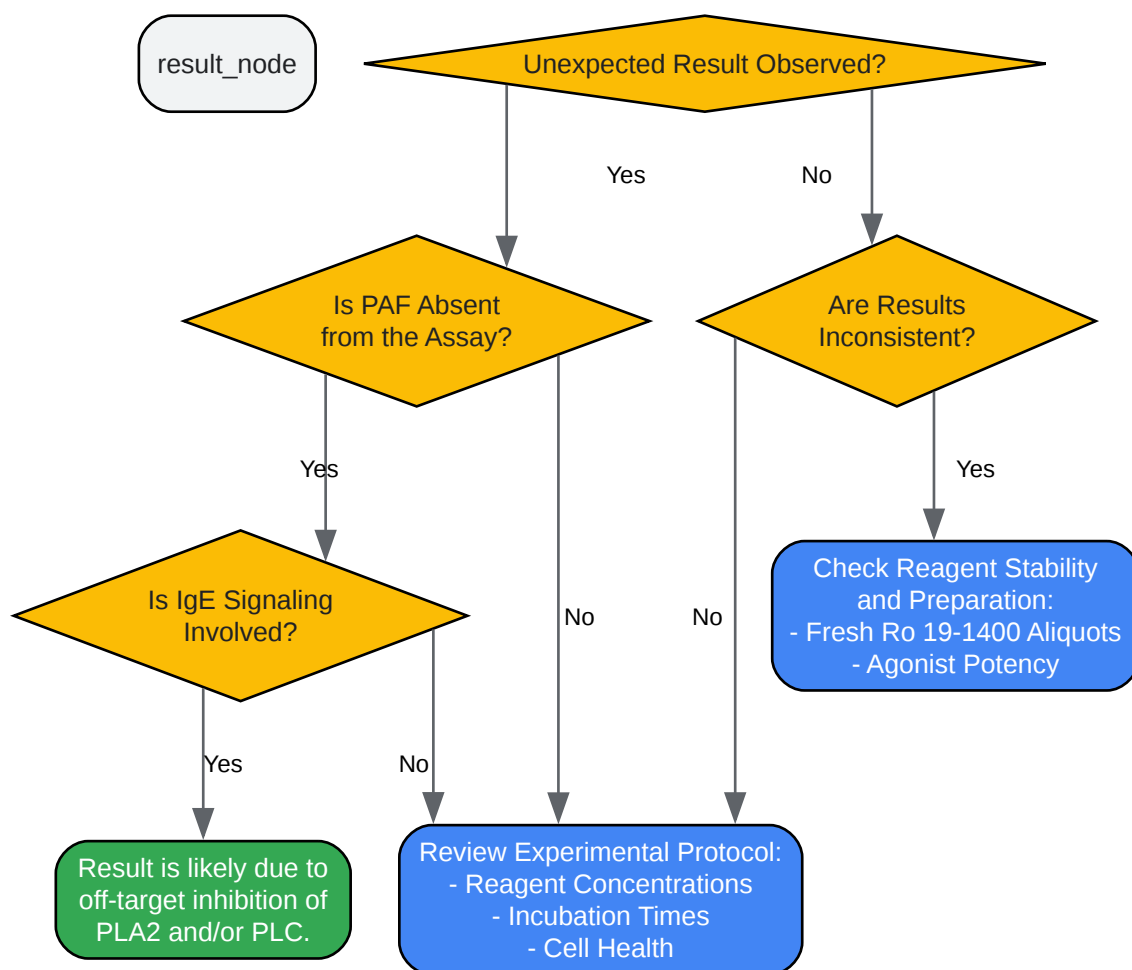 result_node
Unexpected Result Observed?
Yes
No
Is PAF Absent
from the Assay?
Are Results
Inconsistent?
Yes
Yes
Is IgE Signaling
Involved?
No
No
Check Reagent Stability
and Preparation:
- Fresh Ro 19-1400 Aliquots
- Agonist Potency
Yes
No
Result is likely due to
off-target inhibition of
PLA2 and/or PLC.
Review Experimental Protocol:
- Reagent Concentrations
- Incubation Times
- Cell Health